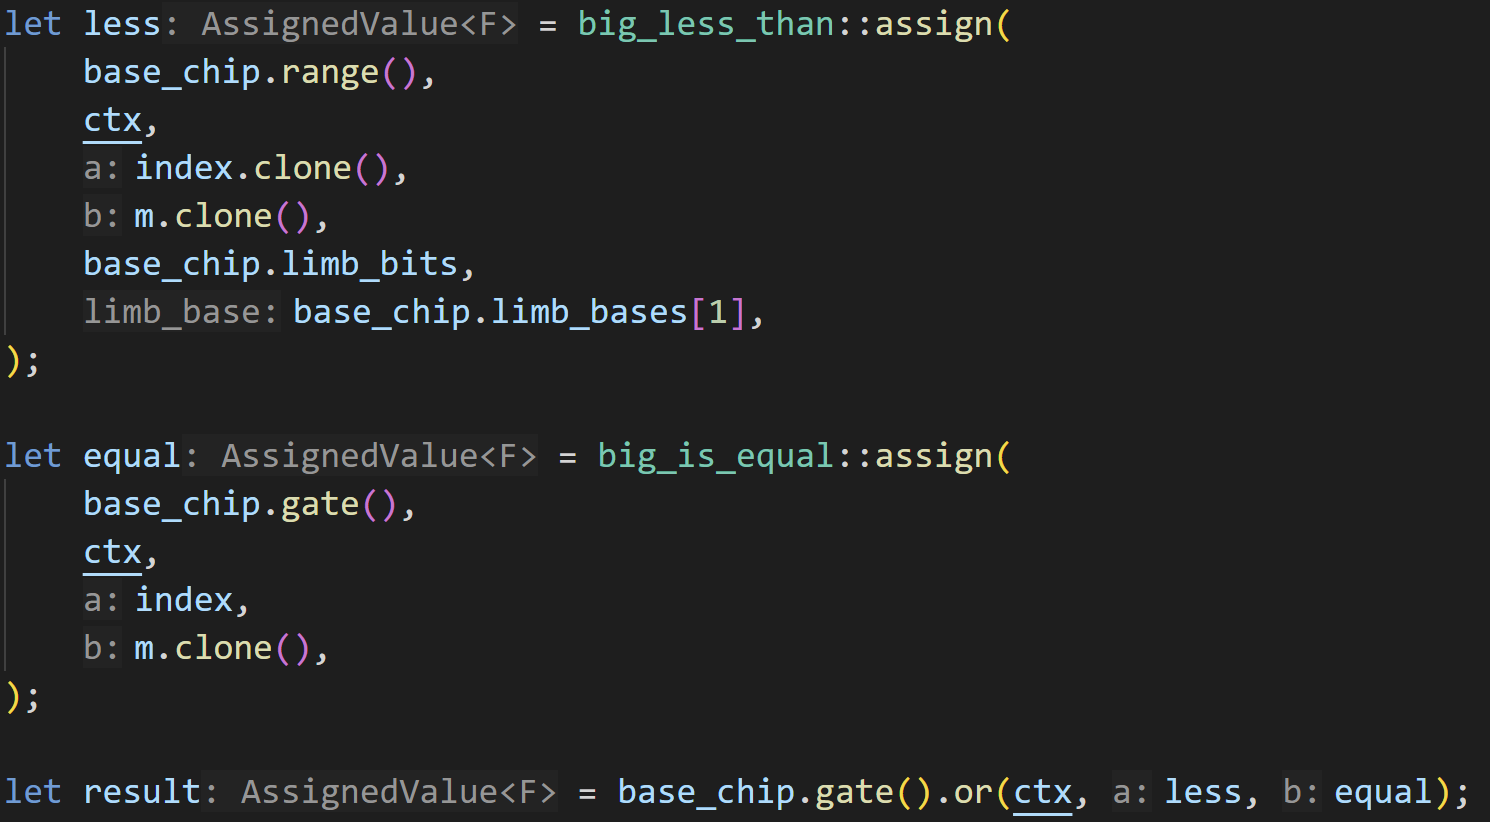 let less: AssignedValue<F> = big_less_than::assign(
    base_chip.range(),
    ctx,
    a: index.clone(),
    b: m.clone(),
    base_chip.limb_bits,
    limb_base: base_chip.limb_bases[1],
);

let equal: AssignedValue<F> = big_is_equal::assign(
    base_chip.gate(),
    ctx,
    a: index,
    b: m.clone(),
);

let result: AssignedValue<F> = base_chip.gate().or(ctx, a: less, b: equal);